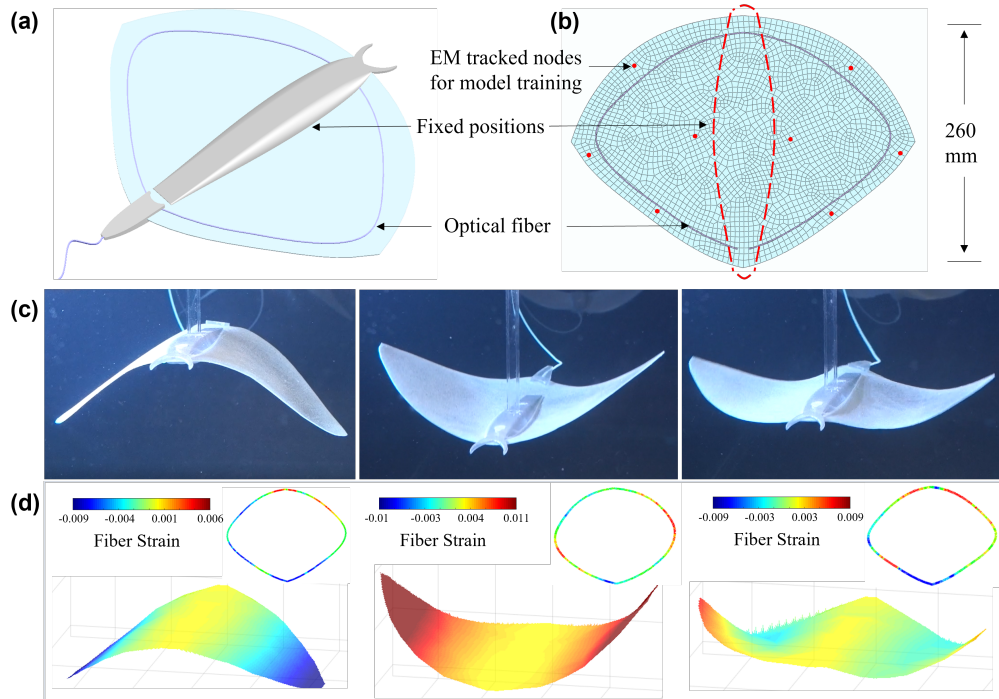 (a)
(b)
EM tracked nodes
for model training
Fixed positions
Optical fiber
260
mm
(c)
(d)
-0.009 -0.004 0.001 0.006
Fiber Strain
-0.01 -0.003 0.004 0.011
Fiber Strain
-0.009 -0.003 0.003 0.009
Fiber Strain